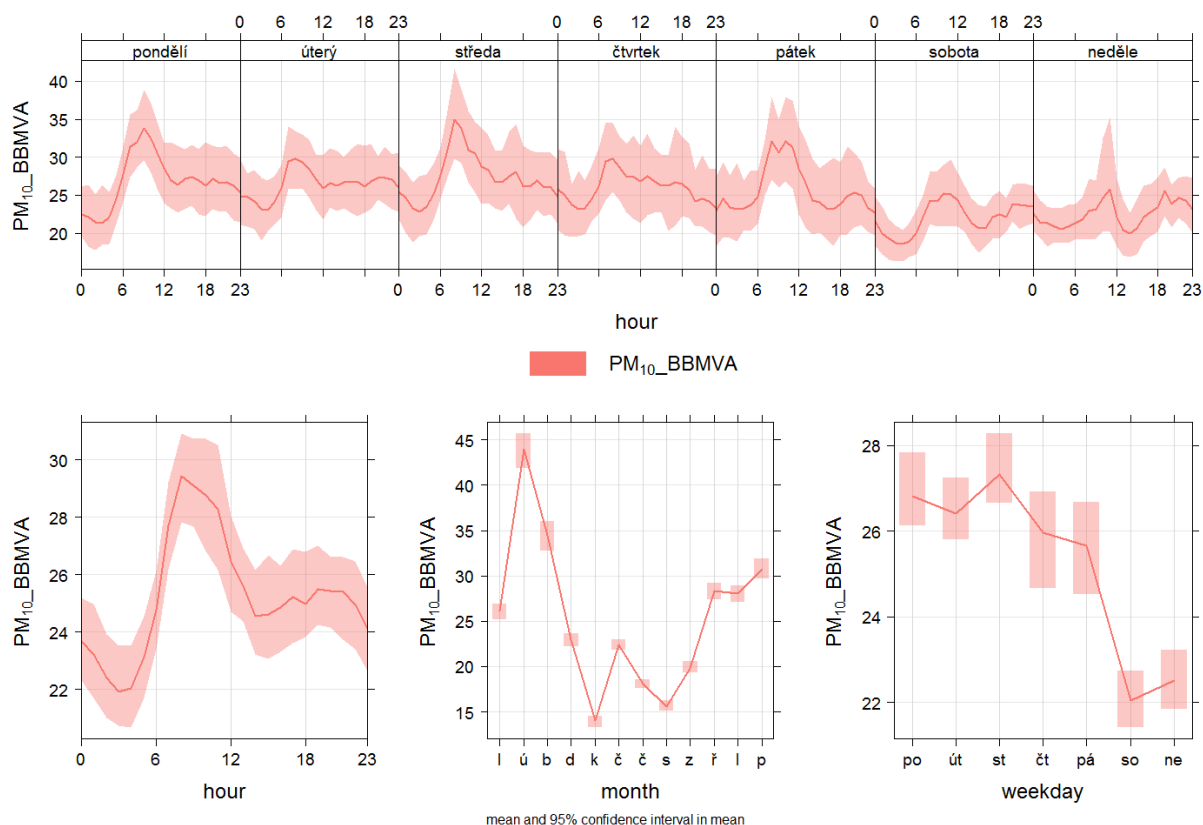 0 6 12 18 23 0 6 12 18 23 0 6 12 18 23
pondělí úterý středa čtvrtek pátek sobota neděle
40
35
30
25
20
PM₁₀_BBMVA
0 6 12 18 23 0 6 12 18 23 0 6 12 18 23 0 6 12 18 23
hour
PM₁₀_BBMVA
30
28
26
24
22
PM₁₀_BBMVA
0 6 12 18 23
hour
45
40
35
30
25
20
15
PM₁₀_BBMVA
l ú b d k č č s z ř l p
month
28
26
24
22
PM₁₀_BBMVA
po út st čt pá so ne
weekday
mean and 95% confidence interval in mean